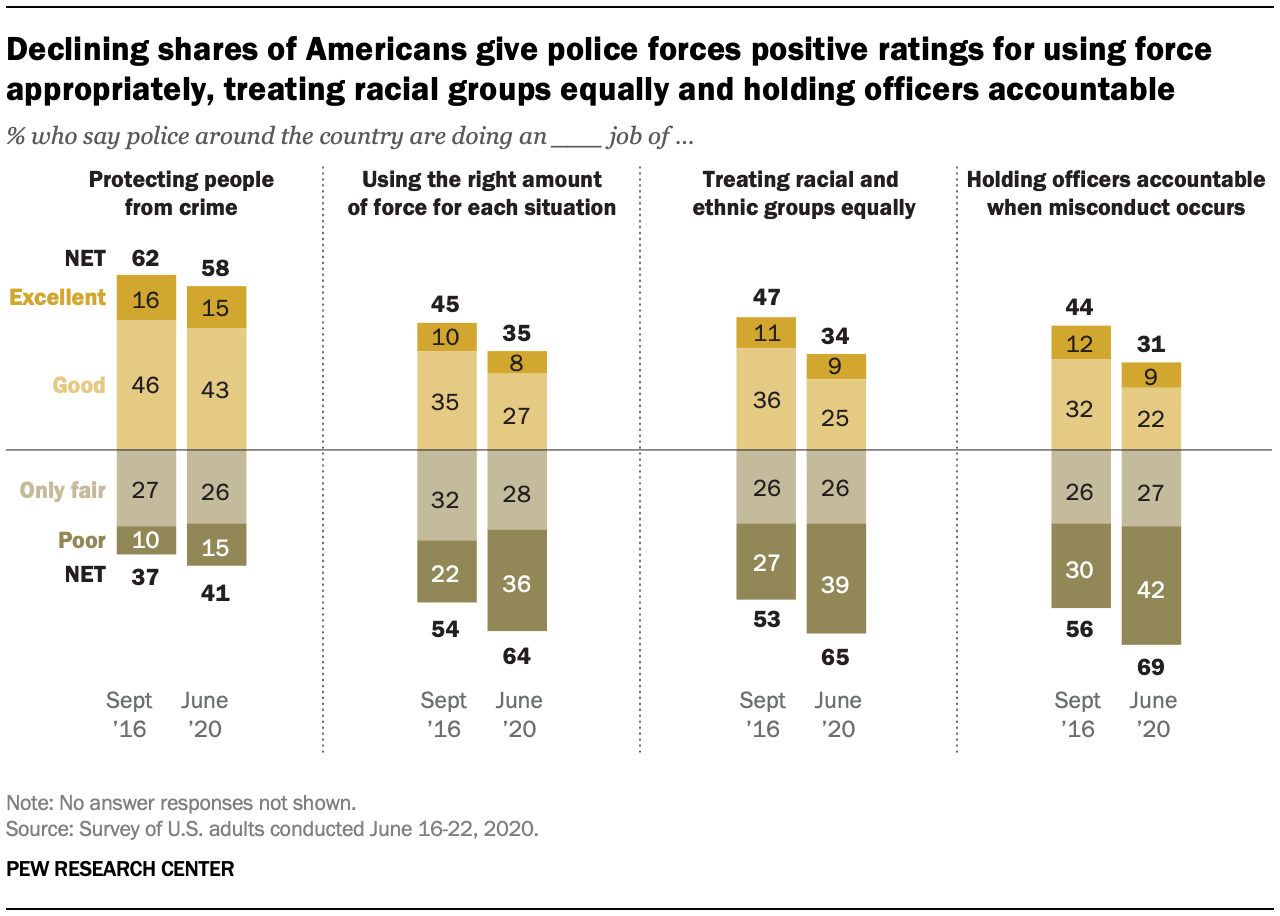 Declining shares of Americans give police forces positive ratings for using force
appropriately, treating racial groups equally and holding officers accountable
% who say police around the country are doing an ____ job of ...
Protecting people
from crime
NET 62 58
Excellent 16 15
Good 46 43
Only fair 27 26
Poor 10 15
NET 37 41
Sept June
’16 ’20
Using the right amount
of force for each situation
45 35
10 8
35 27
32 28
22 36
54 64
Sept June
’16 ’20
Treating racial and
ethnic groups equally
47 34
11 9
36 25
26 26
27 39
53 65
Sept June
’16 ’20
Holding officers accountable
when misconduct occurs
44 31
12 9
32 22
26 27
30 42
56 69
Sept June
’16 ’20
Note: No answer responses not shown.
Source: Survey of U.S. adults conducted June 16-22, 2020.
PEW RESEARCH CENTER